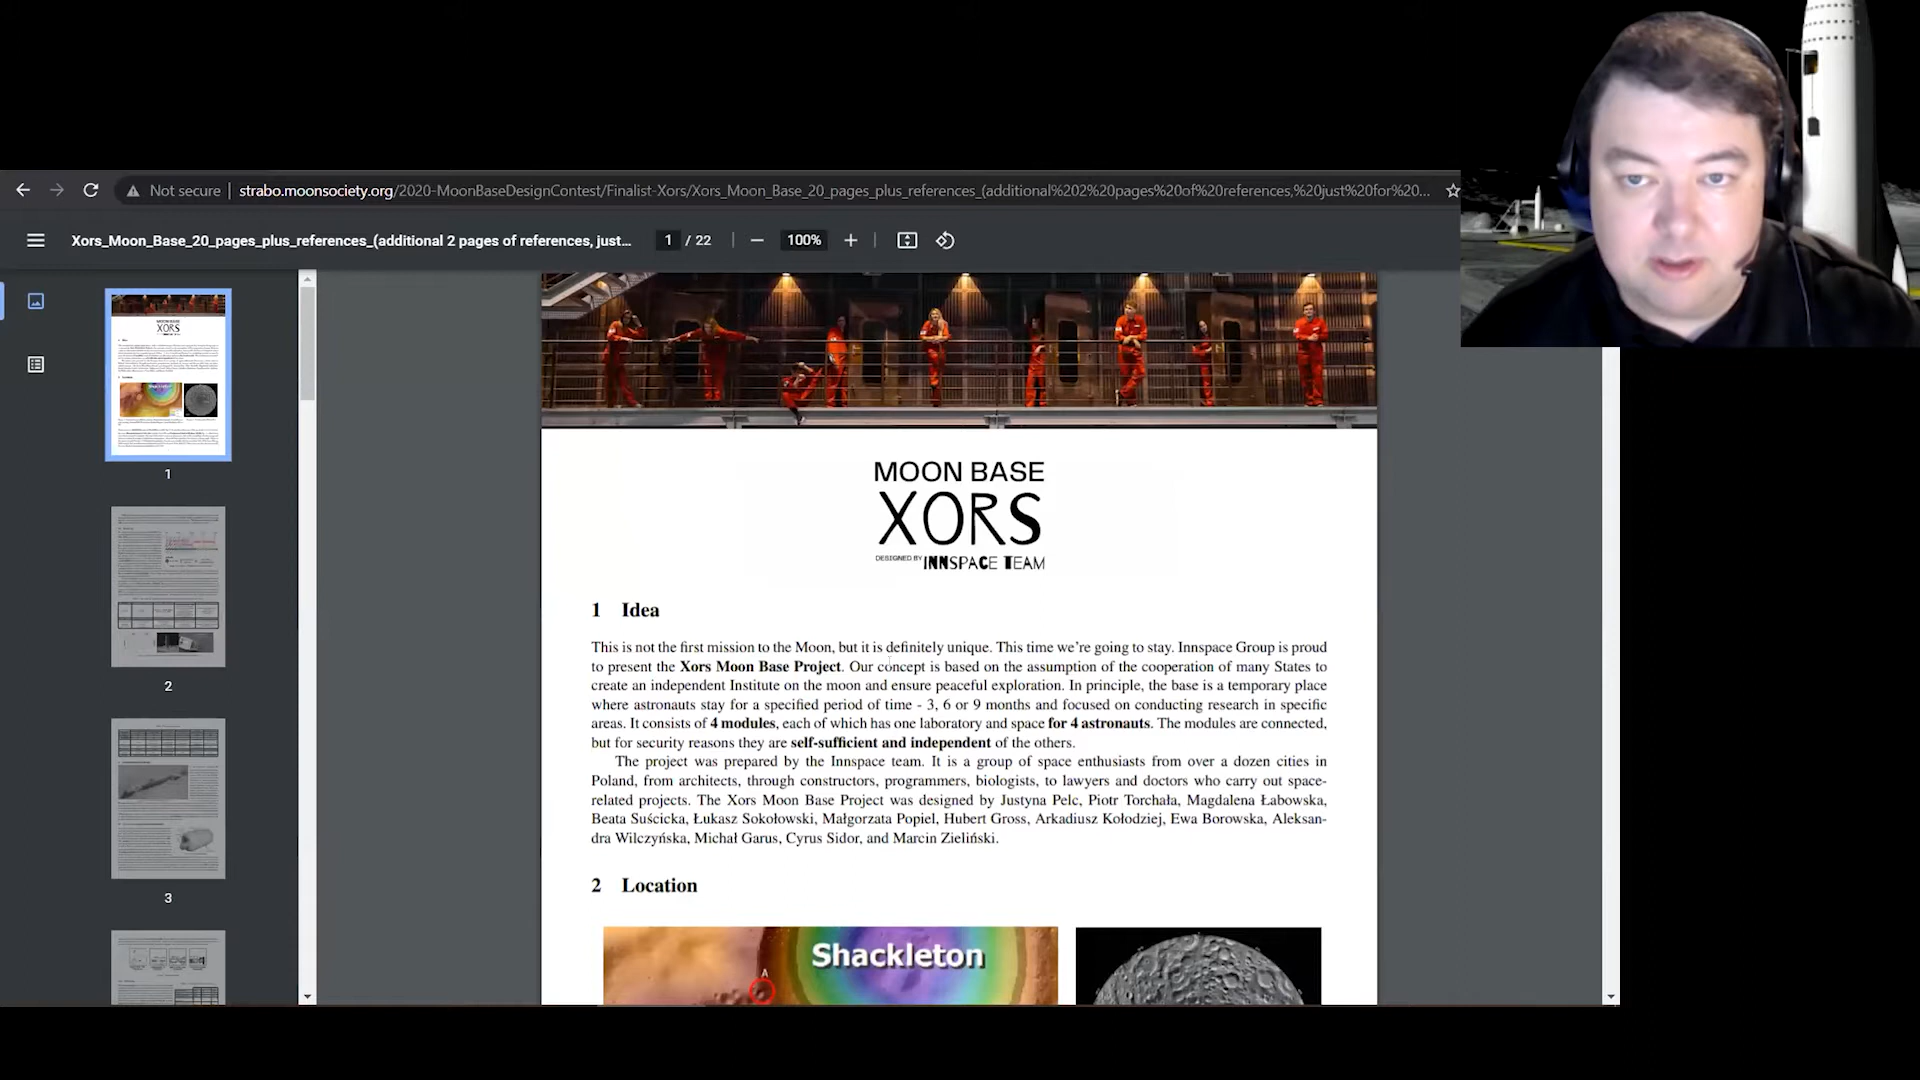 Not secure
strabo.moonsociety.org/2020-MoonBaseDesignContest/Finalist-Xors/Xors_Moon_Base_20_pages_plus_references_(additional%202%20pages%20of%20references,%20just%20for%20...
Xors_Moon_Base_20_pages_plus_references_(additional 2 pages of references, just...
1 / 22
100%
MOON BASE
XORS
DESIGNED BY INNSPACE TEAM
1 Idea
This is not the first mission to the Moon, but it is definitely unique. This time we're going to stay. Innspace Group is proud
to present the Xors Moon Base Project. Our concept is based on the assumption of the cooperation of many States to
create an independent Institute on the moon and ensure peaceful exploration. In principle, the base is a temporary place
where astronauts stay for a specified period of time - 3, 6 or 9 months and focused on conducting research in specific
areas. It consists of 4 modules, each of which has one laboratory and space for 4 astronauts. The modules are connected,
but for security reasons they are self-sufficient and independent of the others.
The project was prepared by the Innspace team. It is a group of space enthusiasts from over a dozen cities in
Poland, from architects, through constructors, programmers, biologists, to lawyers and doctors who carry out space-
related projects. The Xors Moon Base Project was designed by Justyna Pelc, Piotr Torchała, Magdalena Łabowska,
Beata Suścicka, Łukasz Sokołowski, Małgorzata Popiel, Hubert Gross, Arkadiusz Kołodziej, Ewa Borowska, Aleksan-
dra Wilczyńska, Michał Garus, Cyrus Sidor, and Marcin Zieliński.
2 Location
Shackleton
A
MOON BASE
XORS
1
2
3